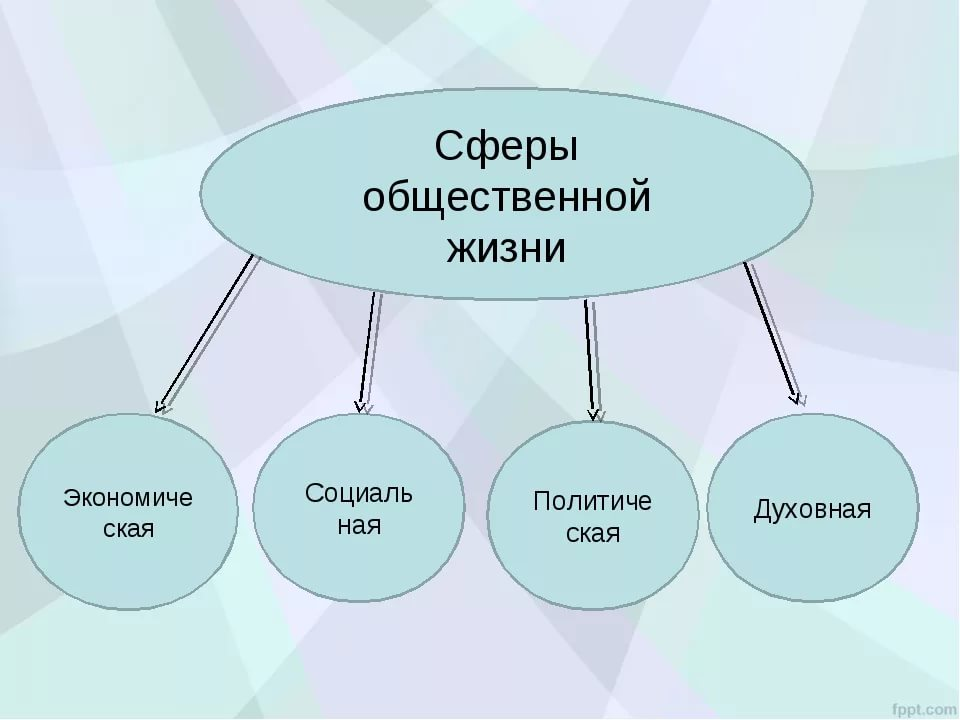 Сферы
общественной
жизни
Экономиче
ская
Социаль
ная
Политиче
ская
Духовная
fppt.com